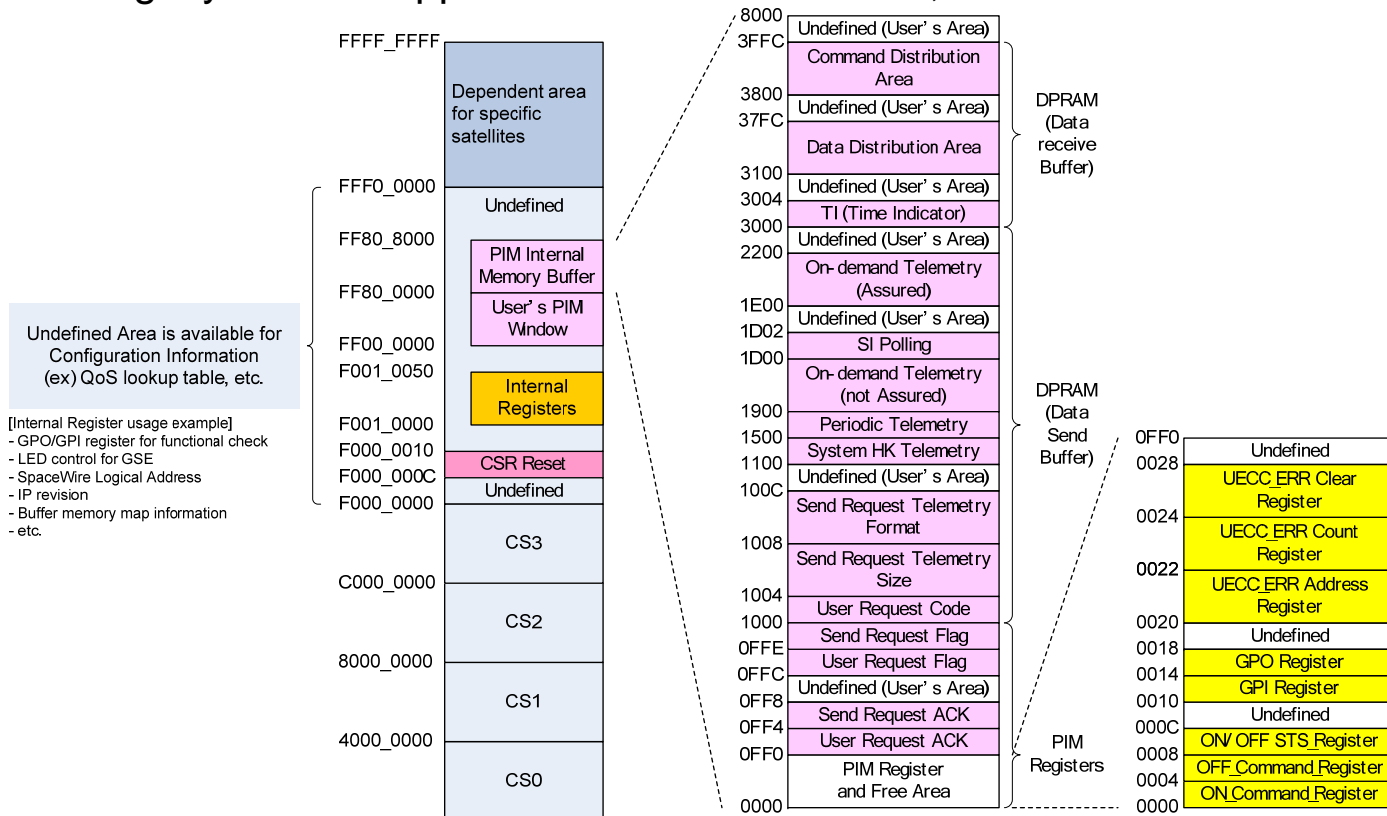 FFFF_FFFF
Dependent area
for specific
satellites
FFF0_0000
Undefined
FF80_8000
PIM Internal
Memory Buffer
FF80_0000
User's PIM
Window
FF00_0000
F001_0050
Internal
Registers
F001_0000
F000_0010
CSR Reset
F000_000C
Undefined
F000_0000
CS3
C000_0000
CS2
8000_0000
CS1
4000_0000
CS0
Undefined Area is available for
Configuration Information
(ex) QoS lookup table, etc.
[Internal Register usage example]
- GPO/GPI register for functional check
- LED control for GSE
- SpaceWire Logical Address
- IP revision
- Buffer memory map information
- etc.
8000
Undefined (User's Area)
3FFC
Command Distribution
Area
3800
Undefined (User's Area)
37FC
Data Distribution Area
3100
Undefined (User's Area)
3004
TI (Time Indicator)
3000
Undefined (User's Area)
2200
On-demand Telemetry
(Assured)
1E00
Undefined (User's Area)
1D02
SI Polling
1D00
On-demand Telemetry
(not Assured)
1900
Periodic Telemetry
1500
System HK Telemetry
1100
Undefined (User's Area)
100C
Send Request Telemetry
Format
1008
Send Request Telemetry
Size
1004
User Request Code
1000
Send Request Flag
0FFE
User Request Flag
0FFC
Undefined (User's Area)
0FF8
Send Request ACK
0FF4
User Request ACK
0FF0
PIM Register
and Free Area
0000
DPRAM
(Data
receive
Buffer)
DPRAM
(Data
Send
Buffer)
PIM
Registers
0FF0
Undefined
0028
UECC_ERR Clear
Register
0024
UECC_ERR Count
Register
0022
UECC_ERR Address
Register
0020
Undefined
0018
GPO Register
0014
GPI Register
0010
Undefined
000C
ON/OFF STS_Register
0008
OFF_Command_Register
0004
ON_Command_Register
0000